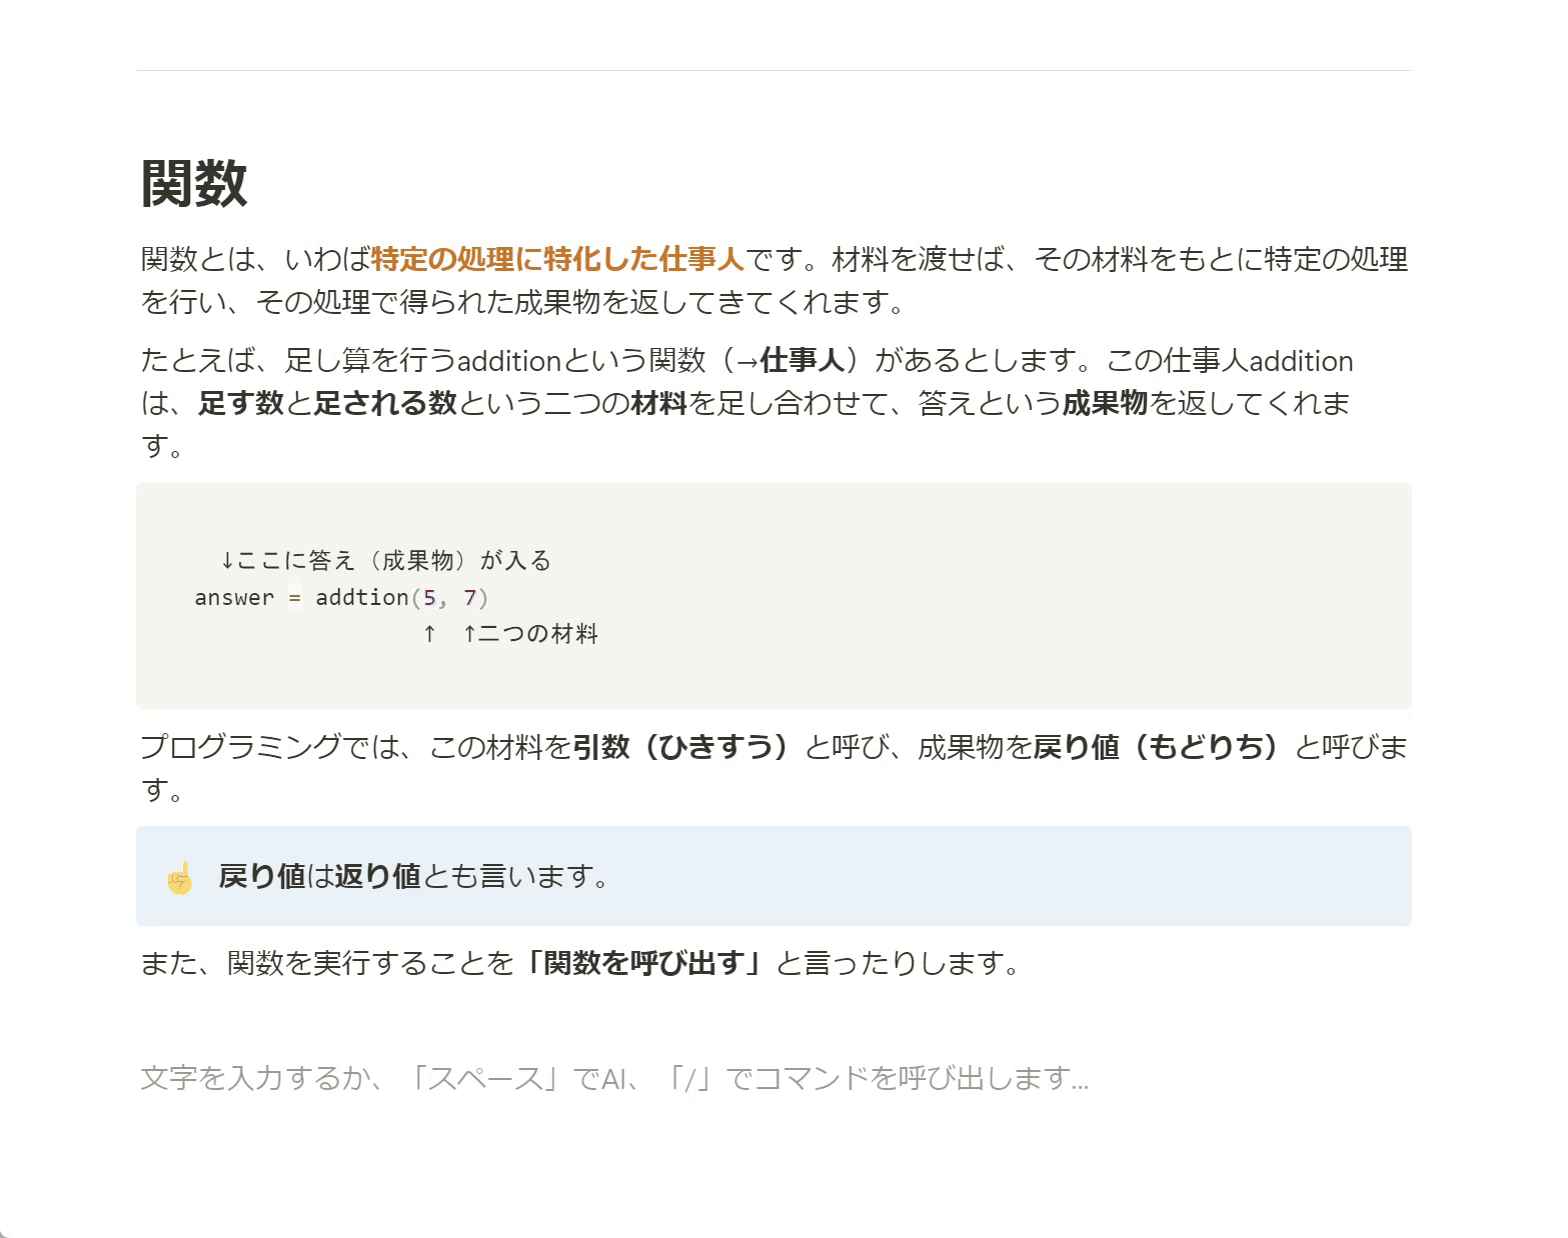 関数
関数とは、いわば特定の処理に特化した仕事人です。材料を渡せば、その材料をもとに特定の処理
を行い、その処理で得られた成果物を返してきてくれます。
たとえば、足し算を行うadditionという関数（→仕事人）があるとします。この仕事人addition
は、足す数と足される数という二つの材料を足し合わせて、答えという成果物を返してくれま
す。
↓ここに答え（成果物）が入る
answer = addtion(5, 7)
↑ ↑二つの材料
プログラミングでは、この材料を引数（ひきすう）と呼び、成果物を戻り値（もどりち）と呼びま
す。
☝ 戻り値は返り値とも言います。
また、関数を実行することを「関数を呼び出す」と言ったりします。
文字を入力するか、「スペース」でAI、「/」でコマンドを呼び出します...